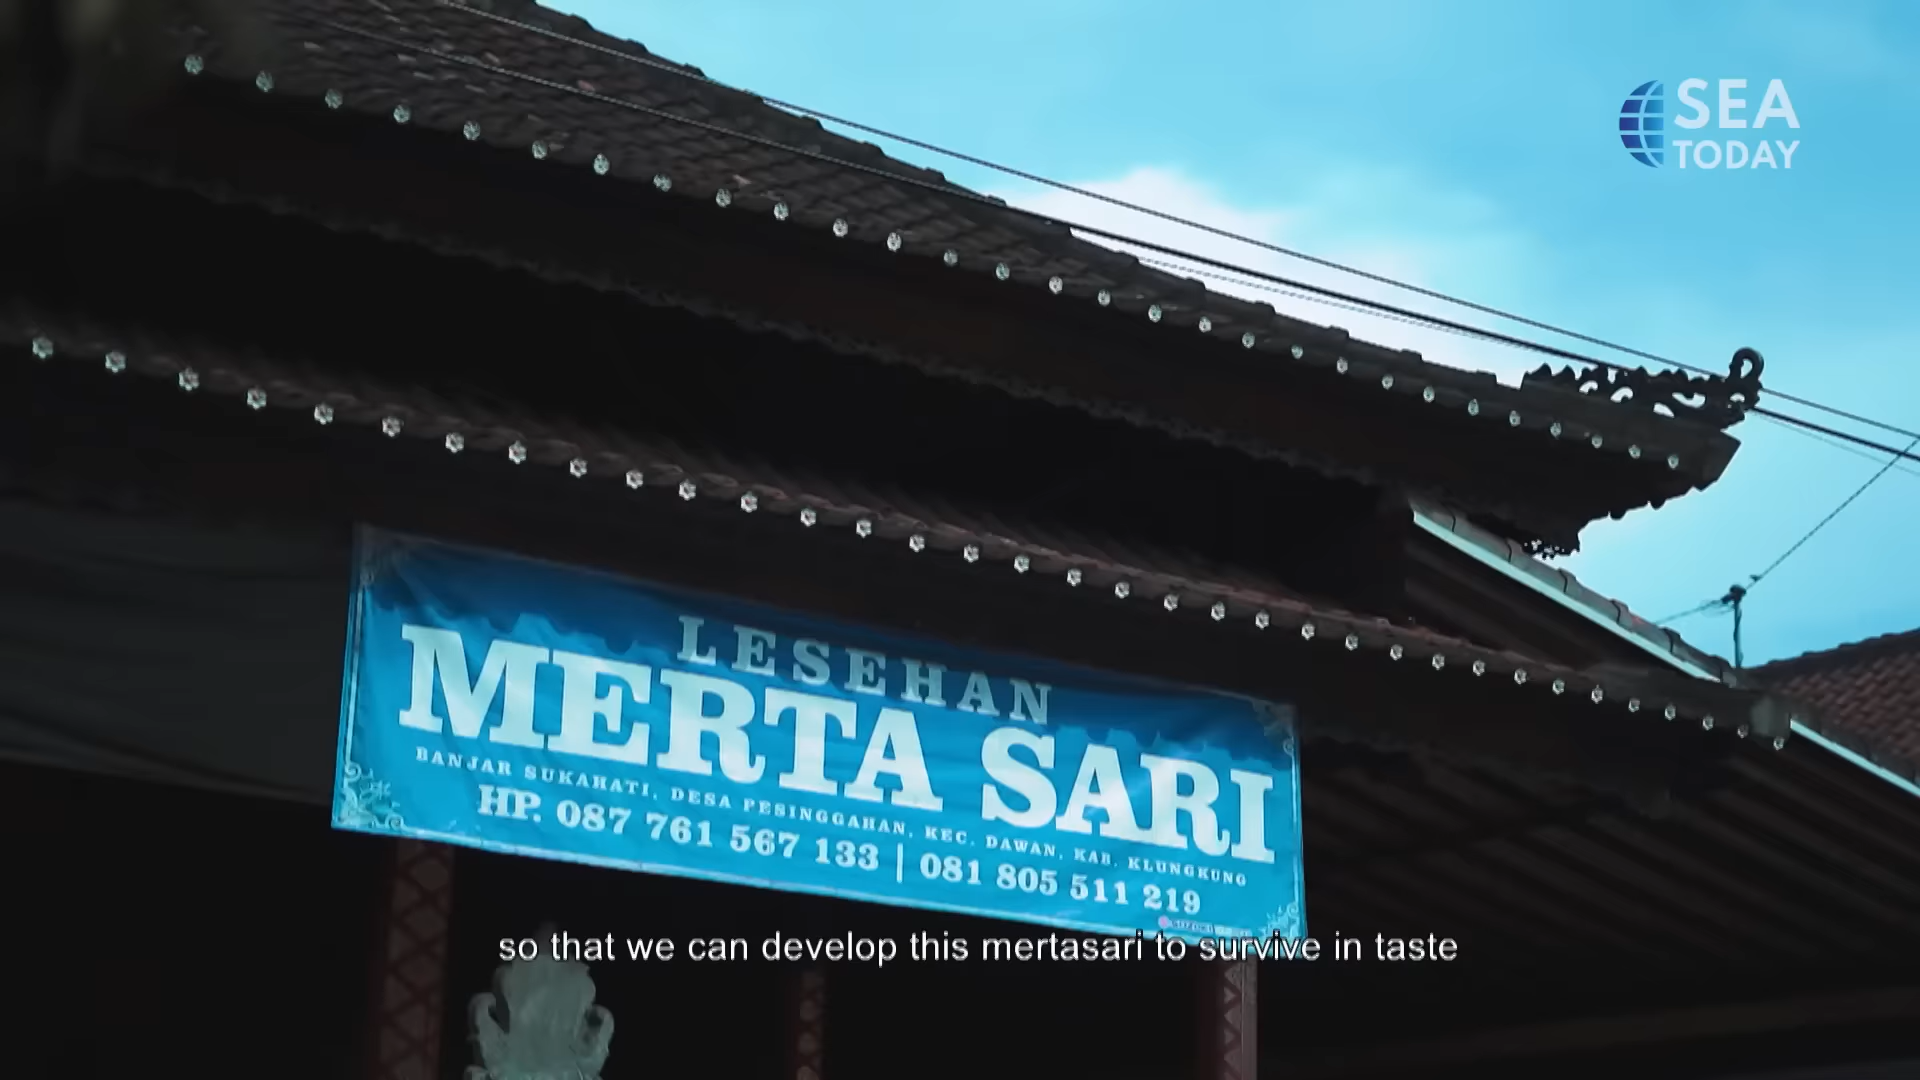 SEA
TODAY
LESEHAN
MERTA SARI
BANJAR SUKAHATI, DESA PESINGGAHAN, KEC. DAWAN, KAB. KLUNGKUNG
HP. 087 761 567 133 | 081 805 511 219
so that we can develop this mertasari to survive in taste